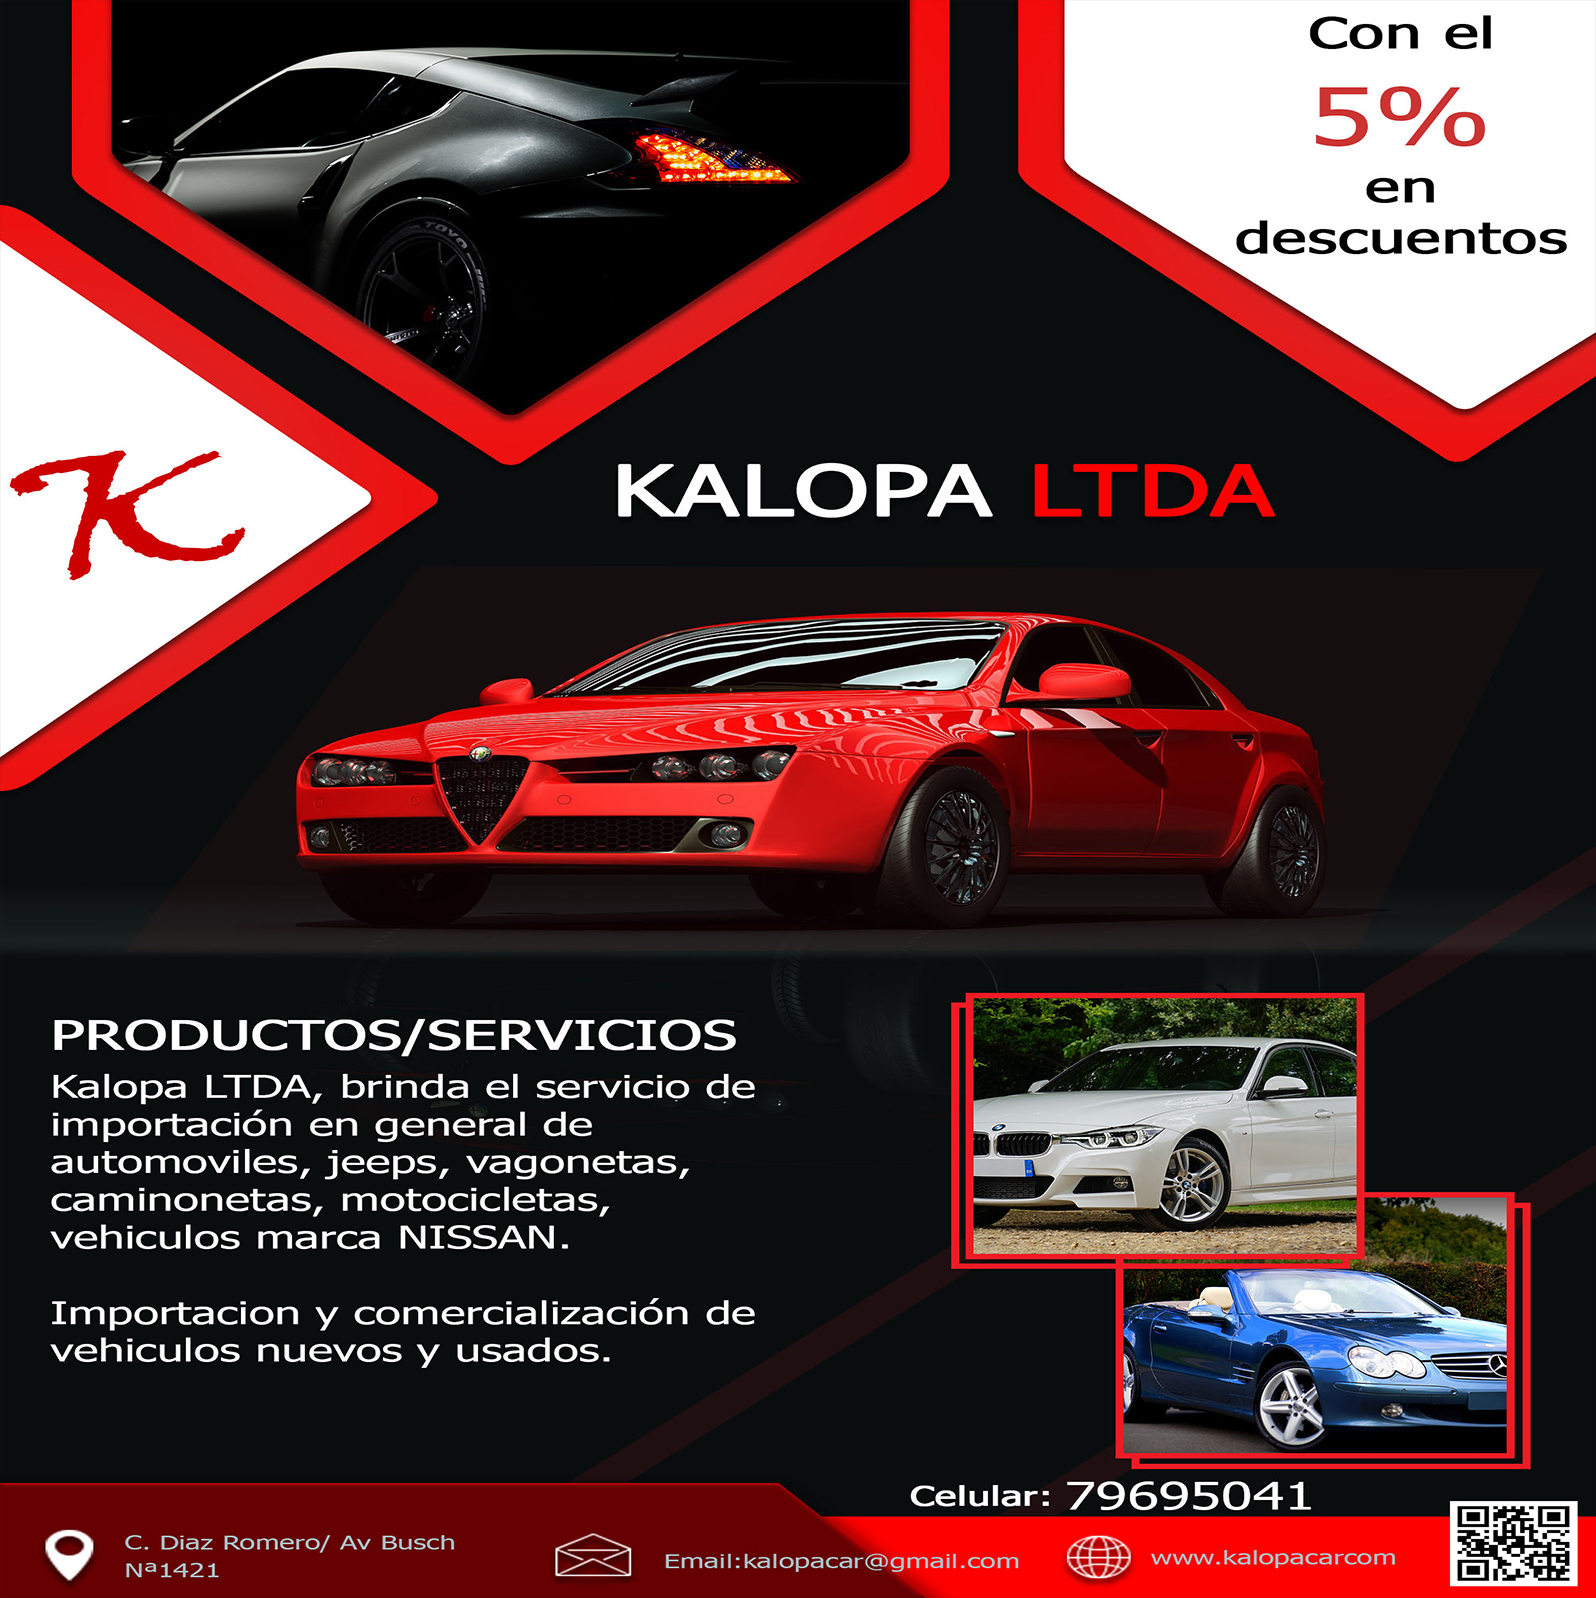 Con el
5%
en
descuentos
TOYO
K
KALOPA LTDA
PRODUCTOS/SERVICIOS
Kalopa LTDA, brinda el servicio de
importación en general de
automoviles, jeeps, vagonetas,
caminonetas, motocicletas,
vehiculos marca NISSAN.
Importacion y comercialización de
vehiculos nuevos y usados.
Celular: 79695041
C. Diaz Romero/ Av Busch
Nª1421
Email:kalopacar@gmail.com
www.kalopacarcom